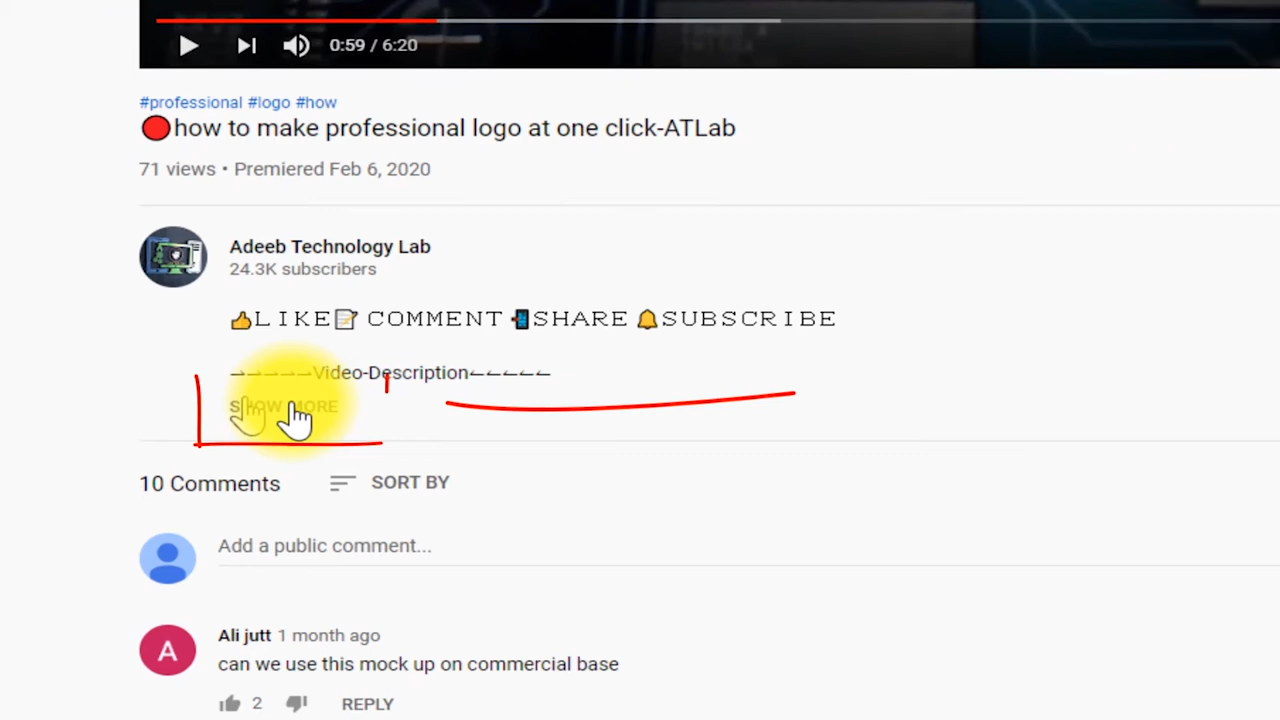 0:59 / 6:20
#professional #logo #how
🔴how to make professional logo at one click-ATLab
71 views • Premiered Feb 6, 2020
Adeeb Technology Lab
24.3K subscribers
👍LIKE📝COMMENT📲SHARE🔔SUBSCRIBE
⇀⇀⇀⇀⇀Video-Description↼↼↼↼↼
SHOW MORE
10 Comments SORT BY
Add a public comment...
A
Ali jutt 1 month ago
can we use this mock up on commercial base
2 REPLY